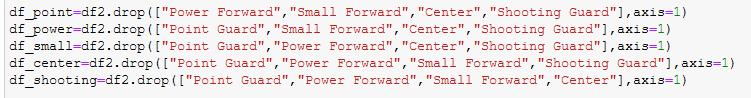 df_point=df2.drop(["Power Forward","Small Forward","Center","Shooting Guard"],axis=1)
df_power=df2.drop(["Point Guard","Small Forward","Center","Shooting Guard"],axis=1)
df_small=df2.drop(["Point Guard","Power Forward","Center","Shooting Guard"],axis=1)
df_center=df2.drop(["Point Guard","Power Forward","Small Forward","Shooting Guard"],axis=1)
df_shooting=df2.drop(["Point Guard","Power Forward","Small Forward","Center"],axis=1)